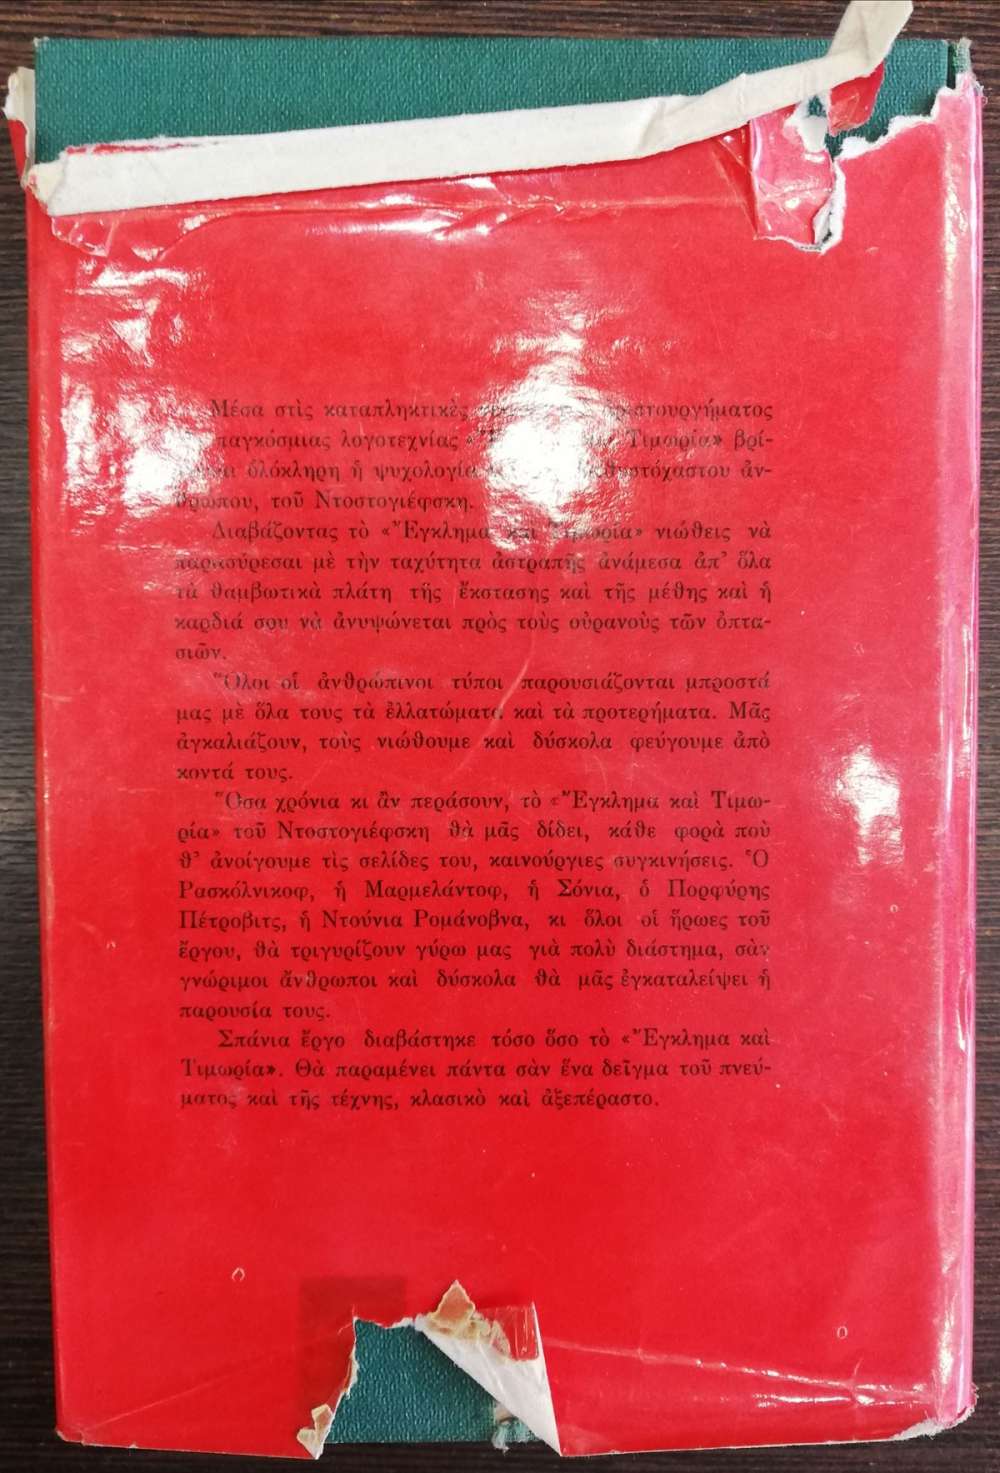 Μέσα στὶς καταπληκτικὲς ἀριστουργήματος
παγκόσμιας λογοτεχνίας Τιμωρία» βρί-
σκεται ὁλόκληρη ἡ ψυχολογία βαθυστόχαστου ἀν-
θρώπου, τοῦ Ντοστογιέφσκη.
Διαβάζοντας τὸ «Ἔγκλημα καὶ Τιμωρία» νιώθεις νὰ
παρασύρεσαι μὲ τὴν ταχύτητα ἀστραπῆς ἀνάμεσα ἀπ' ὅλα
τὰ θαμβωτικὰ πλάτη τῆς ἔκστασης καὶ τῆς μέθης καὶ ἡ
καρδιά σου νὰ ἀνυψώνεται πρὸς τοὺς οὐρανοὺς τῶν ὀπτα-
σιῶν.
Ὅλοι οἱ ἀνθρώπινοι τύποι παρουσιάζονται μπροστά
μας μὲ ὅλα τους τὰ ἐλλατώματα καὶ τὰ προτερήματα. Μᾶς
ἀγκαλιάζουν, τοὺς νιώθουμε καὶ δύσκολα φεύγουμε ἀπὸ
κοντά τους.
Ὅσα χρόνια κι ἂν περάσουν, τὸ «Ἔγκλημα καὶ Τιμω-
ρία» τοῦ Ντοστογιέφσκη θὰ μᾶς δίδει, κάθε φορὰ ποὺ
θ' ἀνοίγουμε τὶς σελίδες του, καινούργιες συγκινήσεις. Ὁ
Ρασκόλνικοφ, ἡ Μαρμελάντοφ, ἡ Σόνια, ὁ Πορφύρης
Πέτροβιτς, ἡ Ντούνια Ρομάνοβνα, κι ὅλοι οἱ ἥρωες τοῦ
ἔργου, θὰ τριγυρίζουν γύρω μας γιὰ πολὺ διάστημα, σὰν
γνώριμοι ἄνθρωποι καὶ δύσκολα θὰ μᾶς ἐγκαταλείψει ἡ
παρουσία τους.
Σπάνια ἔργο διαβάστηκε τόσο ὅσο τὸ «Ἔγκλημα καὶ
Τιμωρία». Θὰ παραμένει πάντα σὰν ἕνα δεῖγμα τοῦ πνεύ-
ματος καὶ τῆς τέχνης, κλασικὸ καὶ ἀξεπέραστο.